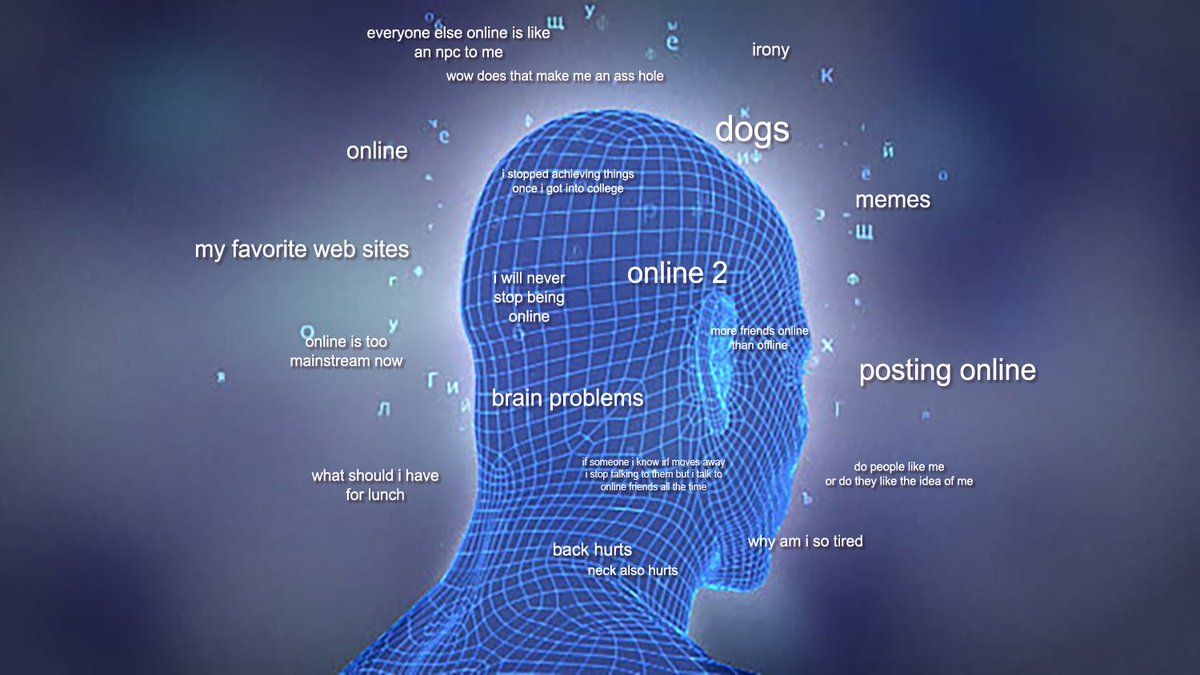 everyone else online is like
an npc to me
irony
wow does that make me an ass hole
dogs
online
i stopped achieving things
once i got into college
memes
my favorite web sites
online 2
i will never
stop being
online
more friends online
than offline
online is too
mainstream now
posting online
brain problems
if someone i know irl moves away
i stop talking to them but i talk to
online friends all the time
do people like me
or do they like the idea of me
what should i have
for lunch
why am i so tired
back hurts
neck also hurts